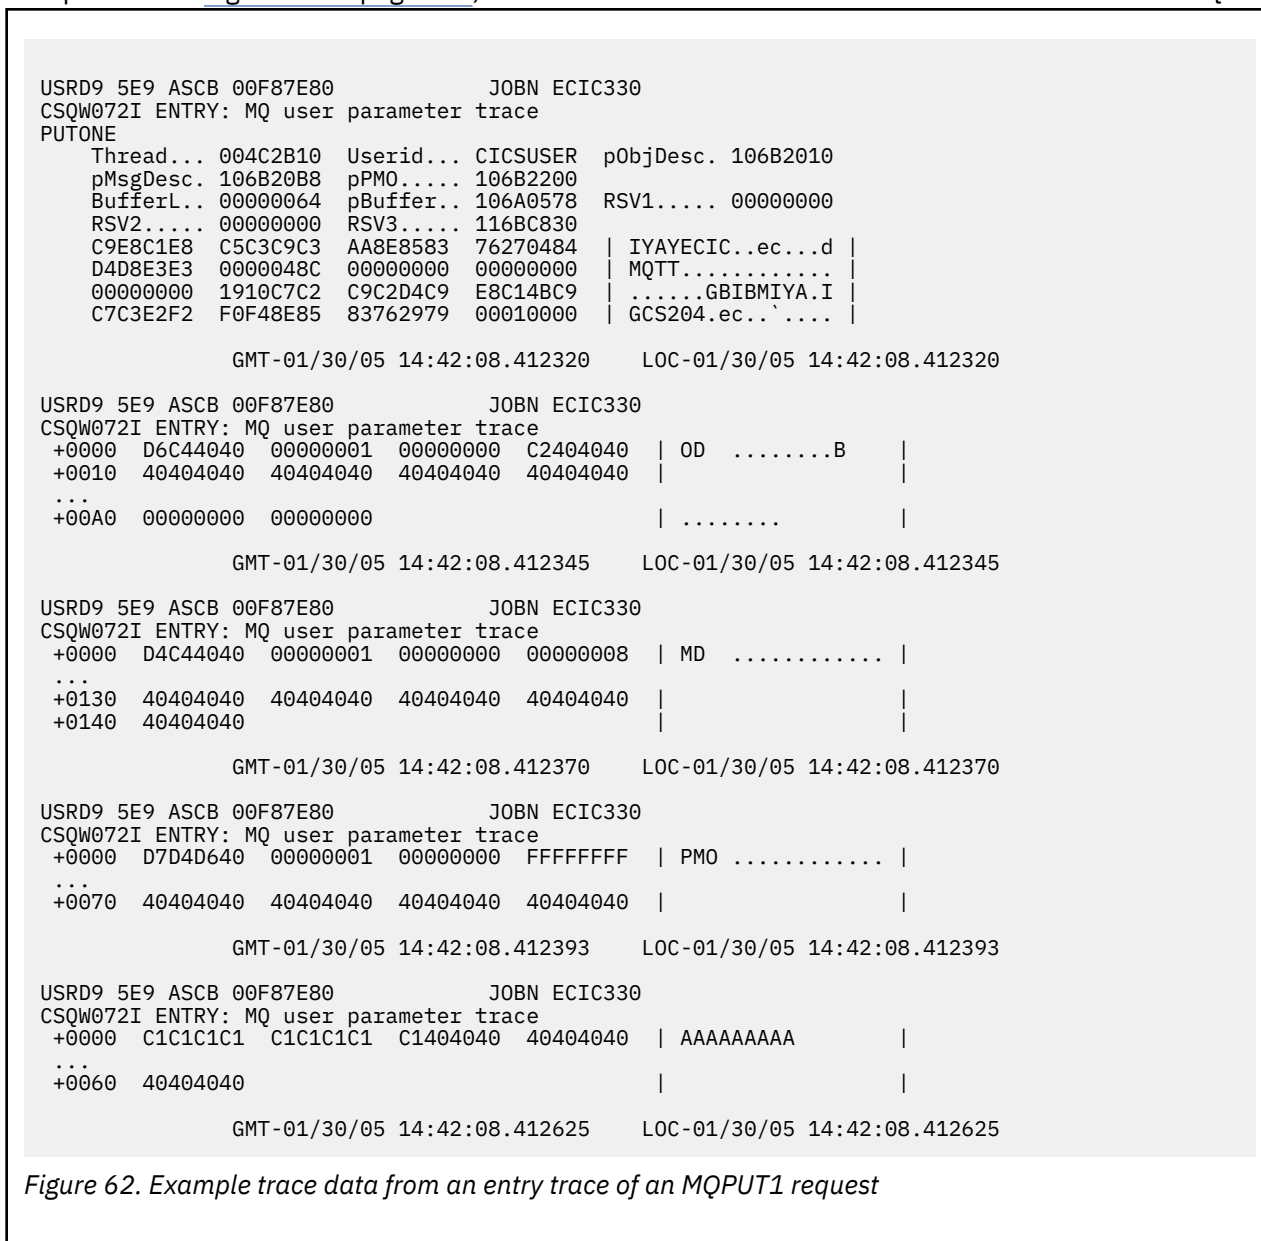 USRD9 5E9 ASCB 00F87E80               JOBN ECIC330
CSQW072I ENTRY: MQ user parameter trace
PUTONE
    Thread... 004C2B10  Userid... CICSUSER  pObjDesc. 106B2010
    pMsgDesc. 106B20B8  pPMO..... 106B2200
    BufferL.. 00000064  pBuffer.. 106A0578  RSV1..... 00000000
    RSV2..... 00000000  RSV3..... 116BC830
    C9E8C1E8  C5C3C9C3  AA8E8583  76270484  | IYAYECIC..ec...d |
    D4D8E3E3  0000048C  00000000  00000000  | MQTT............ |
    00000000  1910C7C2  C9C2D4C9  E8C14BC9  | ......GBIBMIYA.I |
    C7C3E2F2  F0F48E85  83762979  00010000  | GCS204.ec..`.... |
               GMT-01/30/05 14:42:08.412320    LOC-01/30/05 14:42:08.412320
USRD9 5E9 ASCB 00F87E80               JOBN ECIC330
CSQW072I ENTRY: MQ user parameter trace
 +0000  D6C44040  00000001  00000000  C2404040  | OD  ........B    |
 +0010  40404040  40404040  40404040  40404040  |                  |
 ...
 +00A0  00000000  00000000                      | ........         |
               GMT-01/30/05 14:42:08.412345    LOC-01/30/05 14:42:08.412345
USRD9 5E9 ASCB 00F87E80               JOBN ECIC330
CSQW072I ENTRY: MQ user parameter trace
 +0000  D4C44040  00000001  00000000  00000008  | MD  ............ |
 ...
 +0130  40404040  40404040  40404040  40404040  |                  |
 +0140  40404040                                |                  |
               GMT-01/30/05 14:42:08.412370    LOC-01/30/05 14:42:08.412370
USRD9 5E9 ASCB 00F87E80               JOBN ECIC330
CSQW072I ENTRY: MQ user parameter trace
 +0000  D7D4D640  00000001  00000000  FFFFFFFF  | PMO ............ |
 ...
 +0070  40404040  40404040  40404040  40404040  |                  |
               GMT-01/30/05 14:42:08.412393    LOC-01/30/05 14:42:08.412393
USRD9 5E9 ASCB 00F87E80               JOBN ECIC330
CSQW072I ENTRY: MQ user parameter trace
 +0000  C1C1C1C1  C1C1C1C1  C1404040  40404040  | AAAAAAAAA        |
 ...
 +0060  40404040                                |                  |
               GMT-01/30/05 14:42:08.412625    LOC-01/30/05 14:42:08.412625
Figure 62. Example trace data from an entry trace of an MQPUT1 request